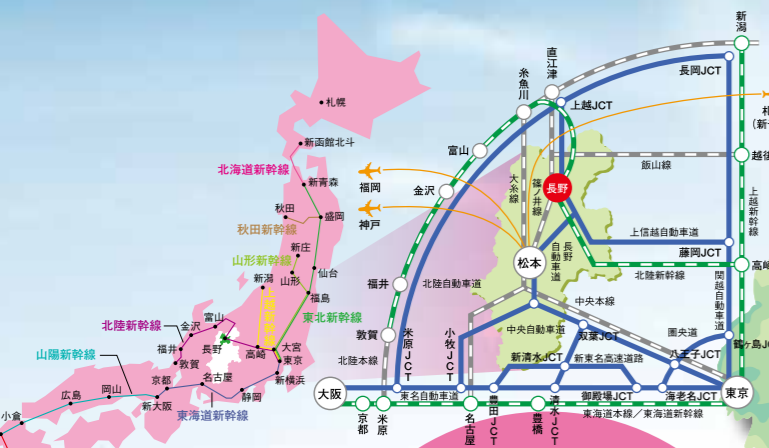 札幌
新函館北斗
北海道新幹線
新青森
秋田
盛岡
秋田新幹線
新庄
山形新幹線
山形
仙台
新潟
福島
上越新幹線
東北新幹線
富山
北陸新幹線
金沢
長野
高崎
大宮
東京
山陽新幹線
福井
敦賀
名古屋
新横浜
京都
岡山
広島
小倉
新大阪
静岡
東海道新幹線
福岡
神戸
新潟
直江津
糸魚川
長岡JCT
上越JCT
札
(新千
富山
飯山線
越後
大糸線
篠ノ井線
長野
金沢
上越新幹線
上信越自動車道
藤岡JCT
長野
自動車道
松本
北陸新幹線
高崎
福井
北陸自動車道
関越自動車道
中央本線
敦賀
米原JCT
小牧JCT
中央自動車道
双葉JCT
圏央道
鶴ヶ島JC
北陸本線
新清水JCT
新東名高速道路
八王子JCT
大阪
東名自動車道
御殿場JCT
海老名JCT
東京
東海道本線/東海道新幹線
京都
米原
名古屋
豊田JCT
豊橋
清水JCT